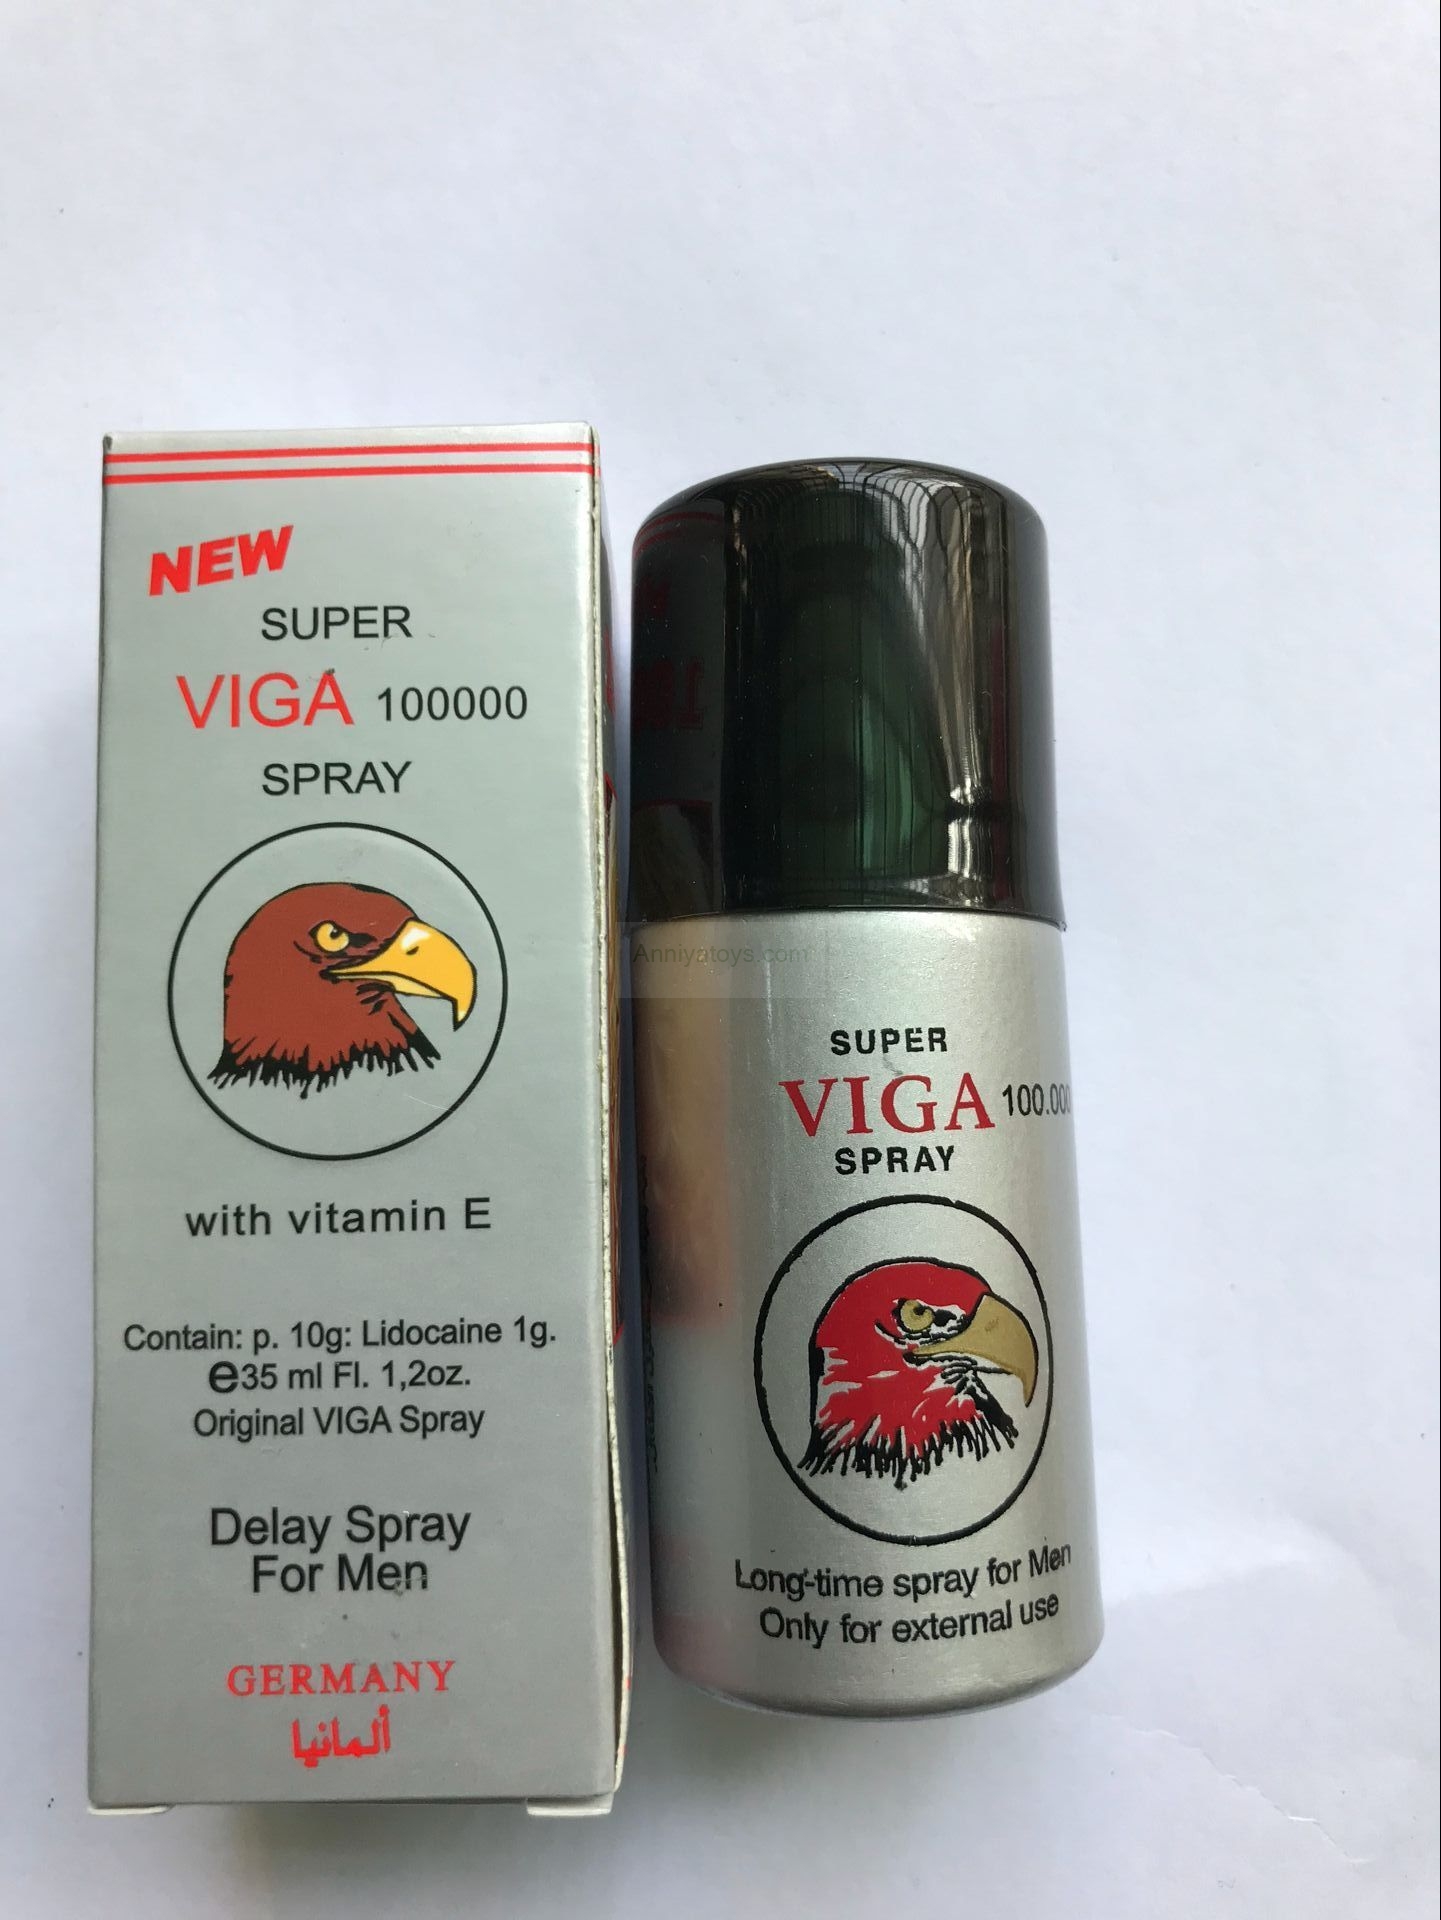 NEW
SUPER
VIGA 100000
SPRAY
with vitamin E
Contain: p. 10g: Lidocaine 1g.
e35 ml Fl. 1,2oz.
Original VIGA Spray
Delay Spray
For Men
GERMANY
ألمانيا
Anniyatoys.com
SUPER
VIGA 100.000
SPRAY
Long-time spray for Men
Only for external use